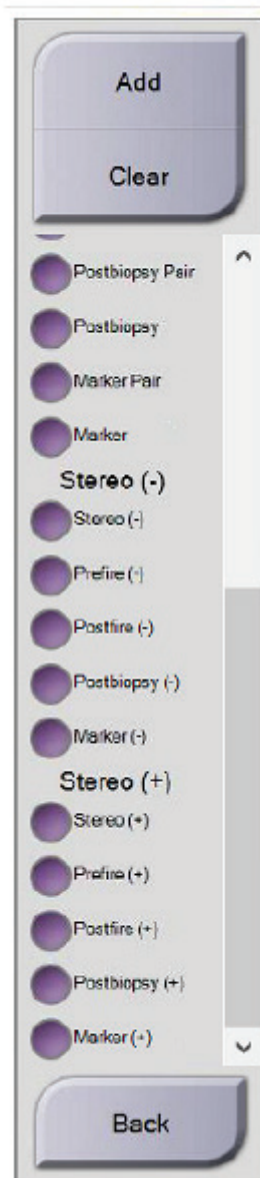 Add
Clear
Postbiopsy Pair
Postbiopsy
Marker Pair
Marker
Stereo (-)
Stereo (-)
Prefire (-)
Postfire (-)
Postbiopsy (-)
Marker (-)
Stereo (+)
Stereo (+)
Prefire (+)
Postfire (+)
Postbiopsy (+)
Marker (+)
Back